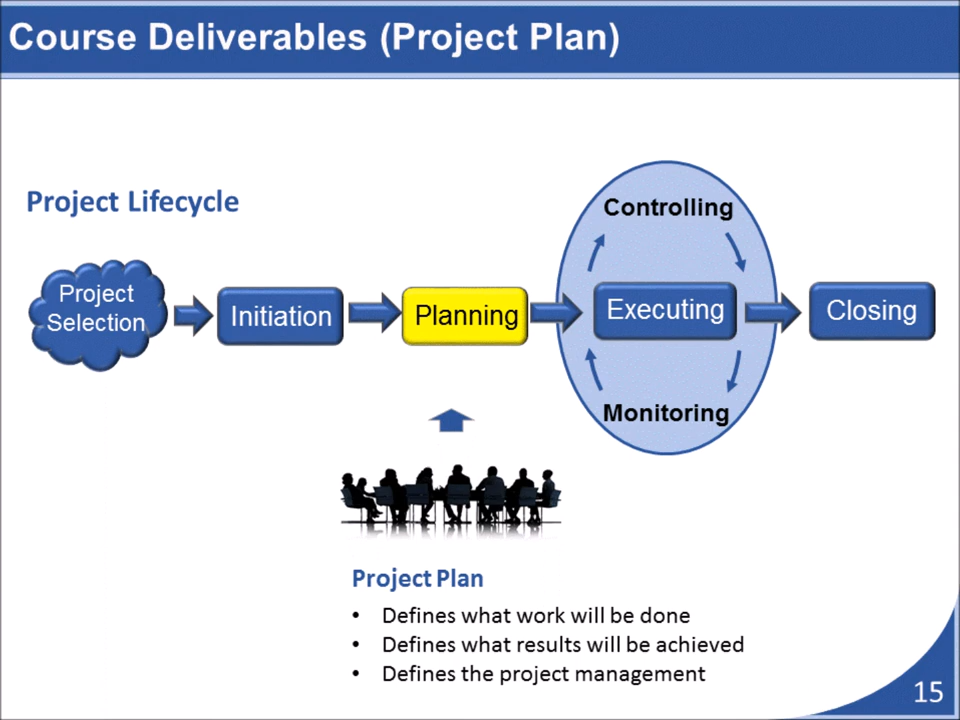 Course Deliverables (Project Plan)
Project Lifecycle
Project
Selection
Initiation
Planning
Controlling
Executing
Monitoring
Closing
Project Plan
• Defines what work will be done
• Defines what results will be achieved
• Defines the project management
15